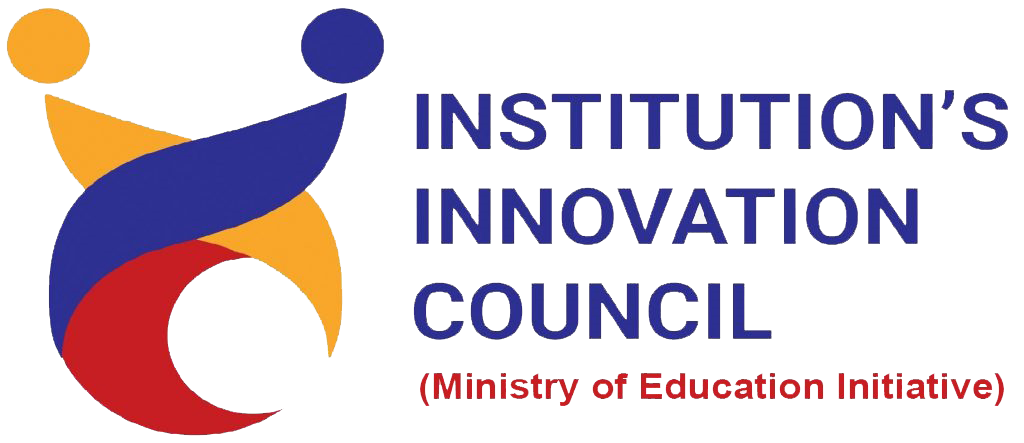 INSTITUTION’S
INNOVATION
COUNCIL
(Ministry of Education Initiative)